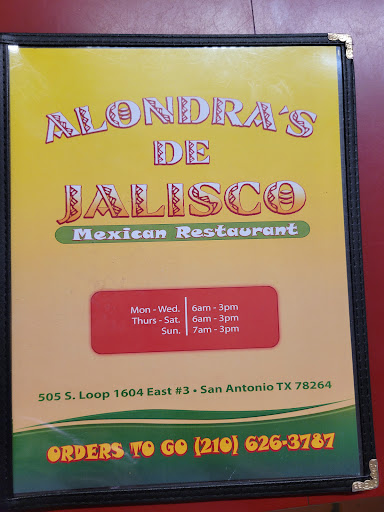 ALONDRA'S
DE
JALISCO
Mexican Restaurant
Mon - Wed. 6am - 3pm
Thurs - Sat. 6am - 3pm
Sun. 7am - 3pm
505 S. Loop 1604 East #3 • San Antonio TX 78264
ORDERS TO GO (210) 626-3787